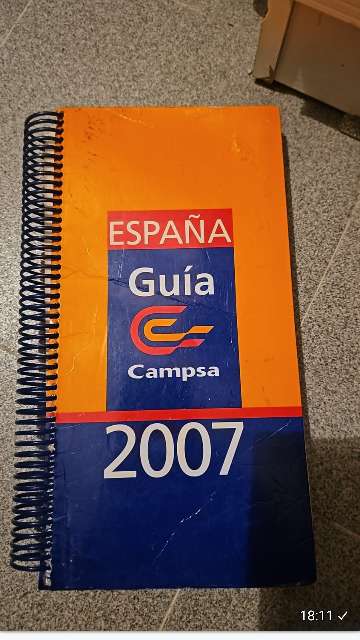 ESPAÑA
Guía
Campsa
2007
18:11